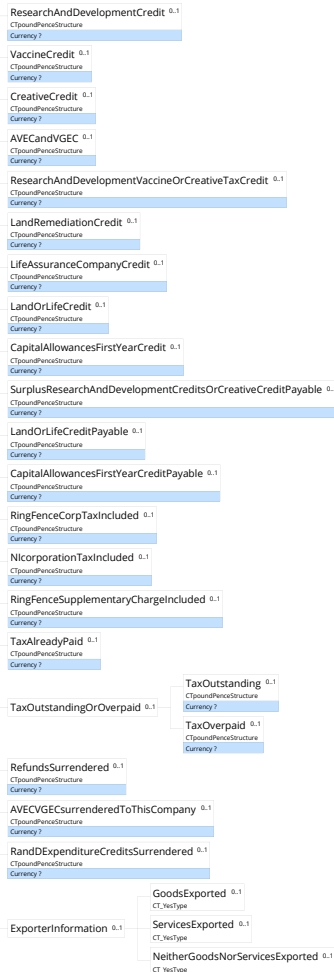 ResearchAndDevelopmentCredit 0..1
CTpoundPenceStructure
Currency ?
VaccineCredit 0..1
CTpoundPenceStructure
Currency ?
CreativeCredit 0..1
CTpoundPenceStructure
Currency ?
AVECandVGEC 0..1
CTpoundPenceStructure
Currency ?
ResearchAndDevelopmentVaccineOrCreativeTaxCredit 0..1
CTpoundPenceStructure
Currency ?
LandRemediationCredit 0..1
CTpoundPenceStructure
Currency ?
LifeAssuranceCompanyCredit 0..1
CTpoundPenceStructure
Currency ?
LandOrLifeCredit 0..1
CTpoundPenceStructure
Currency ?
CapitalAllowancesFirstYearCredit 0..1
CTpoundPenceStructure
Currency ?
SurplusResearchAndDevelopmentCreditsOrCreativeCreditPayable 0..
CTpoundPenceStructure
Currency ?
LandOrLifeCreditPayable 0..1
CTpoundPenceStructure
Currency ?
CapitalAllowancesFirstYearCreditPayable 0..1
CTpoundPenceStructure
Currency ?
RingFenceCorpTaxIncluded 0..1
CTpoundPenceStructure
Currency ?
NIcorporationTaxIncluded 0..1
CTpoundPenceStructure
Currency ?
RingFenceSupplementaryChargeIncluded 0..1
CTpoundPenceStructure
Currency ?
TaxAlreadyPaid 0..1
CTpoundPenceStructure
Currency ?
TaxOutstandingOrOverpaid 0..1
TaxOutstanding 0..1
CTpoundPenceStructure
Currency ?
TaxOverpaid 0..1
CTpoundPenceStructure
Currency ?
RefundsSurrendered 0..1
CTpoundPenceStructure
Currency ?
AVECVGECsurrenderedToThisCompany 0..1
CTpoundPenceStructure
Currency ?
RandDExpenditureCreditsSurrendered 0..1
CTpoundPenceStructure
Currency ?
ExporterInformation 0..1
GoodsExported 0..1
CT_YesType
ServicesExported 0..1
CT_YesType
NeitherGoodsNorServicesExported 0..1
CT_YesType